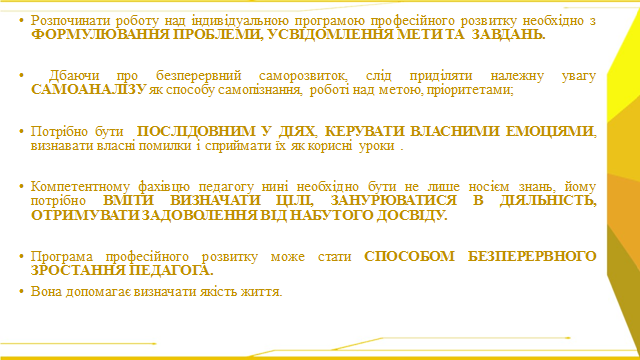 • Розпочинати роботу над індивідуальною програмою професійного розвитку необхідно з
ФОРМУЛЮВАННЯ ПРОБЛЕМИ, УСВІДОМЛЕННЯ МЕТИ ТА ЗАВДАНЬ.
• Дбаючи про безперервний саморозвиток, слід приділяти належну увагу
САМОАНАЛІЗУ як способу самопізнання, роботі над метою, пріоритетами;
• Потрібно бути ПОСЛІДОВНИМ У ДІЯХ, КЕРУВАТИ ВЛАСНИМИ ЕМОЦІЯМИ,
визнавати власні помилки і сприймати їх як корисні уроки .
• Компетентному фахівцю педагогу нині необхідно бути не лише носієм знань, йому
потрібно ВМІТИ ВИЗНАЧАТИ ЦІЛІ, ЗАНУРЮВАТИСЯ В ДІЯЛЬНІСТЬ,
ОТРИМУВАТИ ЗАДОВОЛЕННЯ ВІД НАБУТОГО ДОСВІДУ.
• Програма професійного розвитку може стати СПОСОБОМ БЕЗПЕРЕРВНОГО
ЗРОСТАННЯ ПЕДАГОГА.
• Вона допомагає визначати якість життя.